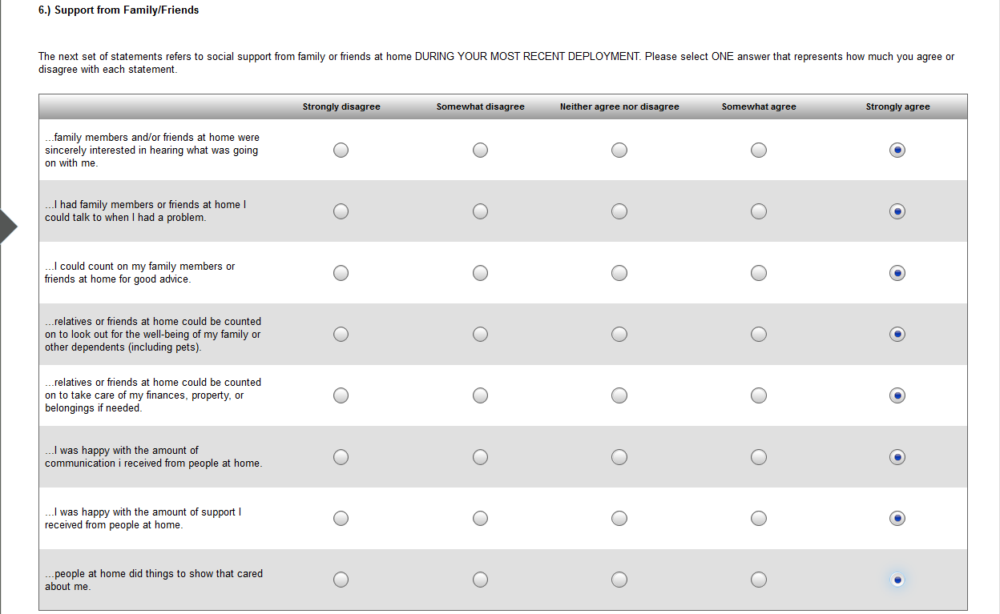 6.) Support from Family/Friends
The next set of statements refers to social support from family or friends at home DURING YOUR MOST RECENT DEPLOYMENT. Please select ONE answer that represents how much you agree or
disagree with each statement.
Strongly disagree Somewhat disagree Neither agree nor disagree Somewhat agree Strongly agree
...family members and/or friends at home were
sincerely interested in hearing what was going
on with me.
...I had family members or friends at home I
could talk to when I had a problem.
...I could count on my family members or
friends at home for good advice.
...relatives or friends at home could be counted
on to look out for the well-being of my family or
other dependents (including pets).
...relatives or friends at home could be counted
on to take care of my finances, property, or
belongings if needed.
...I was happy with the amount of
communication i received from people at home.
...I was happy with the amount of support I
received from people at home.
...people at home did things to show that cared
about me.